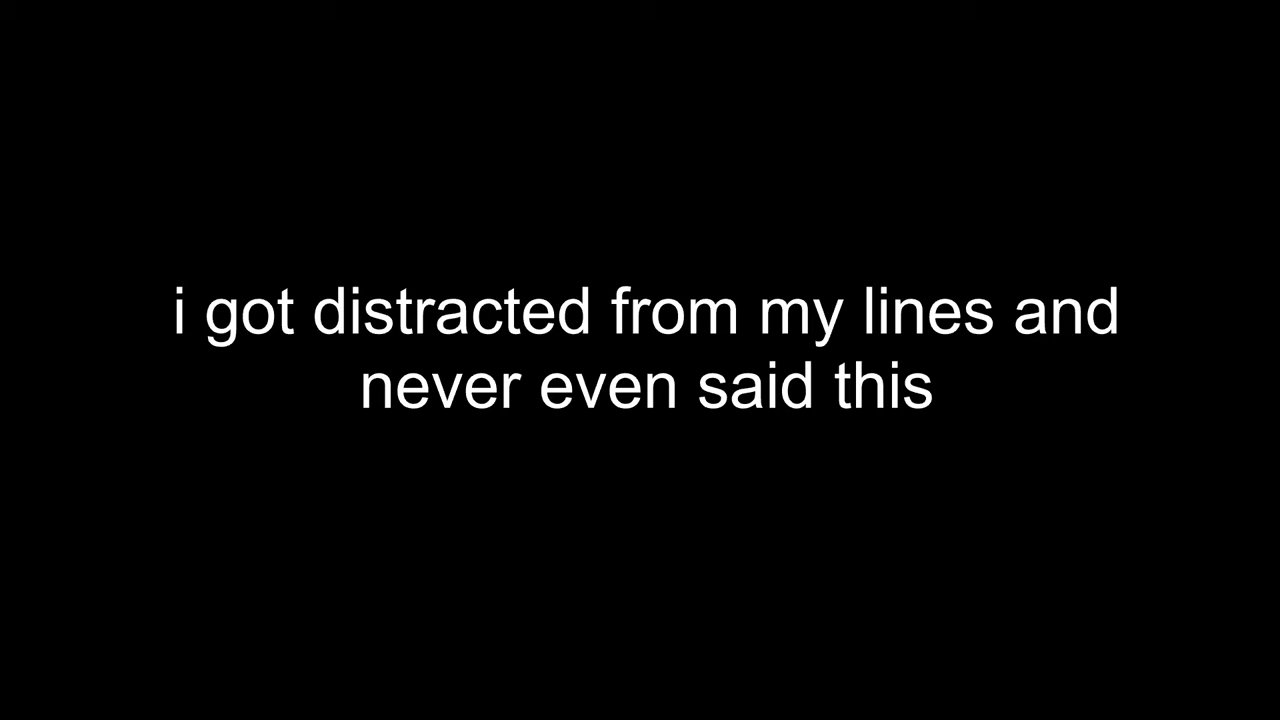 i got distracted from my lines and
never even said this